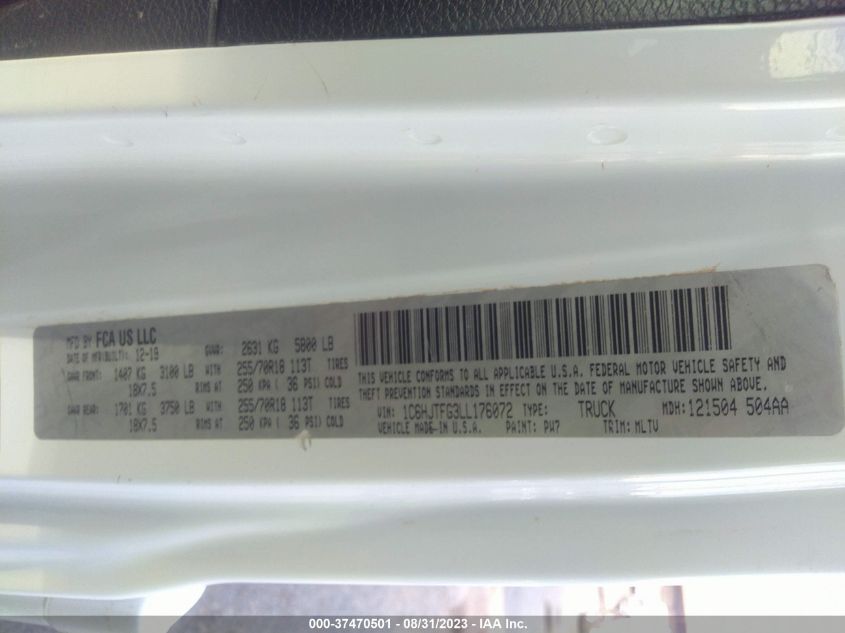 MFD BY FCA US LLC
DATE OF MFR(BUILT): 12-19 GVWR: 2631 KG 5800 LB
GAWR FRONT: 1407 KG 3100 LB WITH 255/70R18 113T TIRES
18X7.5 RIMS AT 250 KPA ( 36 PSI) COLD
GAWR REAR: 1701 KG 3750 LB WITH 255/70R18 113T TIRES
18X7.5 RIMS AT 250 KPA ( 36 PSI) COLD
THIS VEHICLE CONFORMS TO ALL APPLICABLE U.S.A. FEDERAL MOTOR VEHICLE SAFETY AND
THEFT PREVENTION STANDARDS IN EFFECT ON THE DATE OF MANUFACTURE SHOWN ABOVE.
VIN: 1C6HJTFG3LL176072 TYPE: TRUCK MDH: 121504 504AA
VEHICLE MADE IN U.S.A. PAINT: PW7 TRIM: MLTV
000-37470501 - 08/31/2023 - IAA Inc.